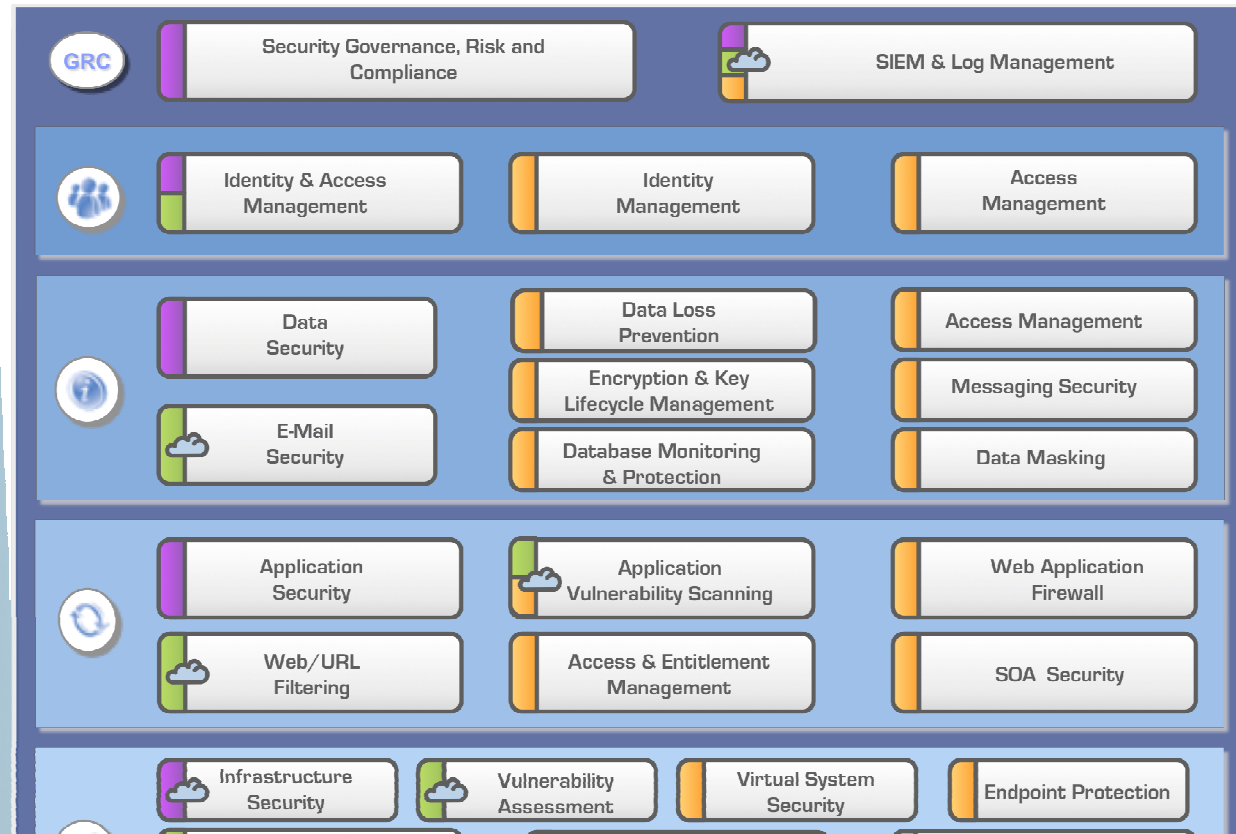 GRC
Security Governance, Risk and
Compliance
SIEM & Log Management
Identity & Access
Management
Identity
Management
Access
Management
Data
Security
E-Mail
Security
Data Loss
Prevention
Encryption & Key
Lifecycle Management
Database Monitoring
& Protection
Access Management
Messaging Security
Data Masking
Application
Security
Application
Vulnerability Scanning
Web Application
Firewall
Web/URL
Filtering
Access & Entitlement
Management
SOA Security
Infrastructure
Security
Vulnerability
Assessment
Virtual System
Security
Endpoint Protection